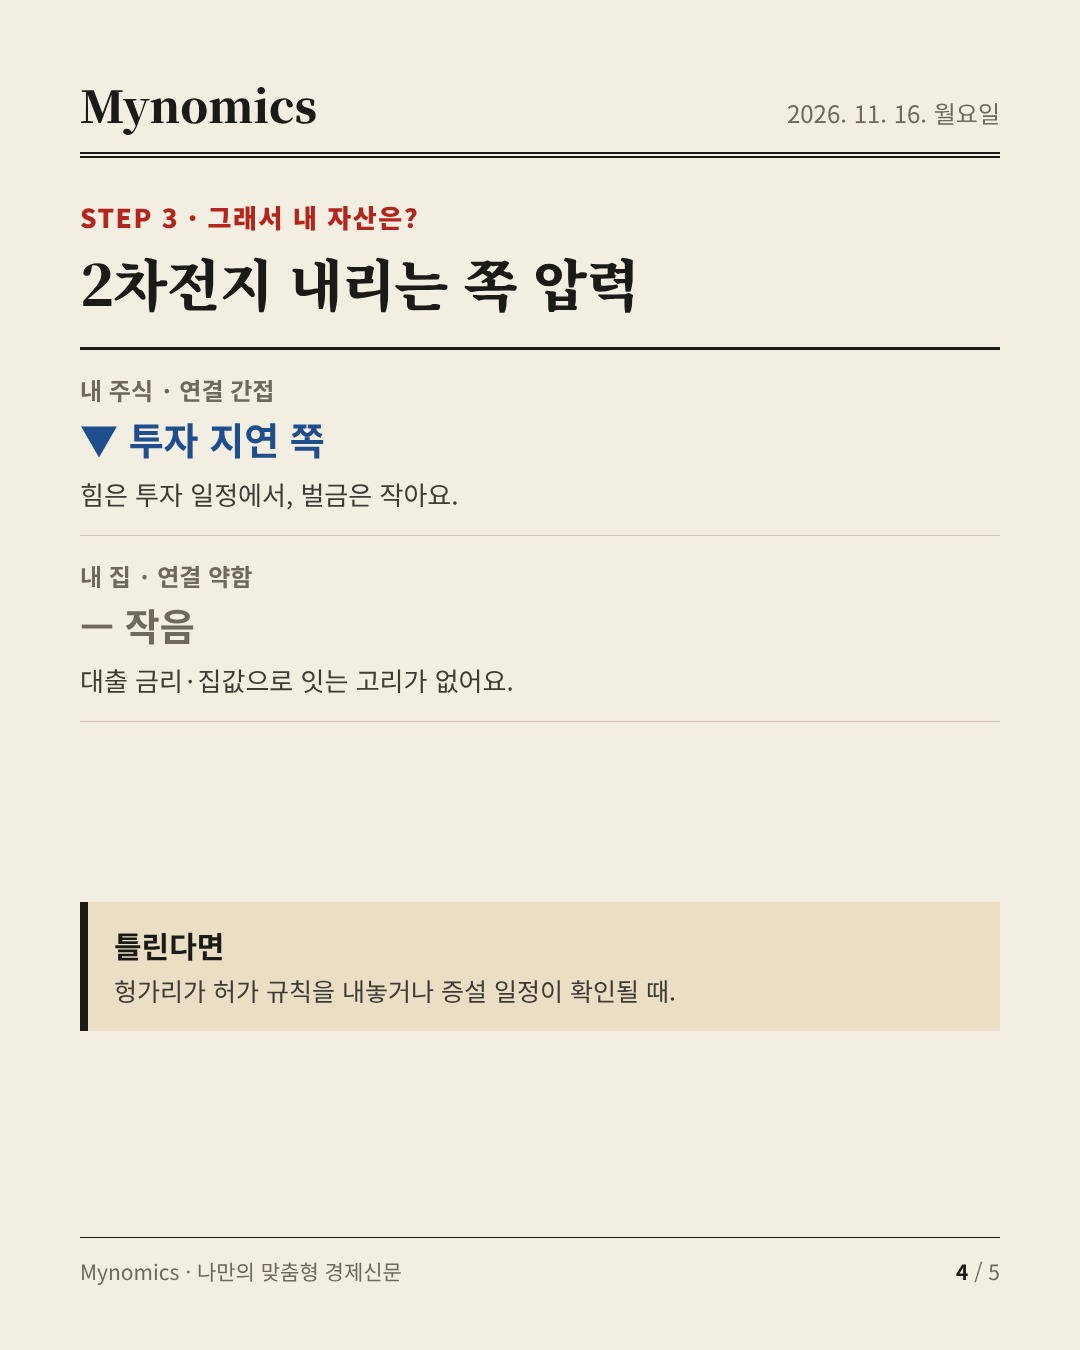 Mynomics
2026. 11. 16. 월요일
STEP 3 · 그래서 내 자산은?
2차전지 내리는 쪽 압력
내 주식 · 연결 간접
▼ 투자 지연 쪽
힘은 투자 일정에서, 벌금은 작아요.
내 집 · 연결 약함
— 작음
대출 금리·집값으로 잇는 고리가 없어요.
틀린다면
헝가리가 허가 규칙을 내놓거나 증설 일정이 확인될 때.
Mynomics · 나만의 맞춤형 경제신문
4 / 5